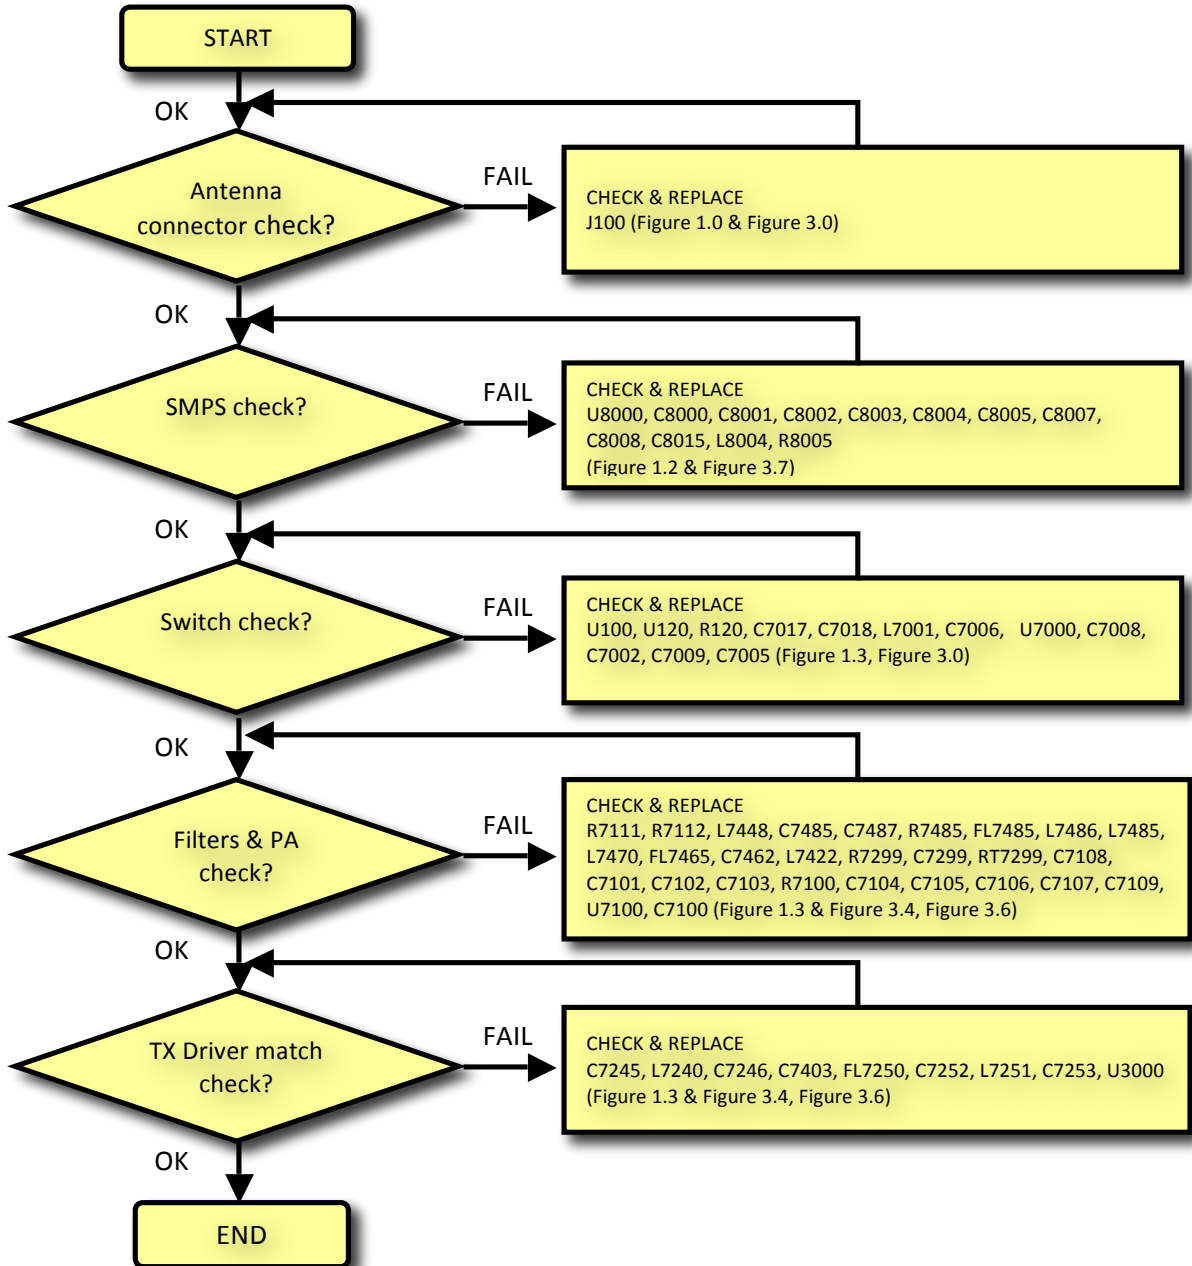 START
OK
Antenna
connector check?
FAIL
CHECK & REPLACE
J100 (Figure 1.0 & Figure 3.0)
OK
SMPS check?
FAIL
CHECK & REPLACE
U8000, C8000, C8001, C8002, C8003, C8004, C8005, C8007,
C8008, C8015, L8004, R8005
(Figure 1.2 & Figure 3.7)
OK
Switch check?
FAIL
CHECK & REPLACE
U100, U120, R120, C7017, C7018, L7001, C7006, U7000, C7008,
C7002, C7009, C7005 (Figure 1.3, Figure 3.0)
OK
Filters & PA
check?
FAIL
CHECK & REPLACE
R7111, R7112, L7448, C7485, C7487, R7485, FL7485, L7486, L7485,
L7470, FL7465, C7462, L7422, R7299, C7299, RT7299, C7108,
C7101, C7102, C7103, R7100, C7104, C7105, C7106, C7107, C7109,
U7100, C7100 (Figure 1.3 & Figure 3.4, Figure 3.6)
OK
TX Driver match
check?
FAIL
CHECK & REPLACE
C7245, L7240, C7246, C7403, FL7250, C7252, L7251, C7253, U3000
(Figure 1.3 & Figure 3.4, Figure 3.6)
OK
END